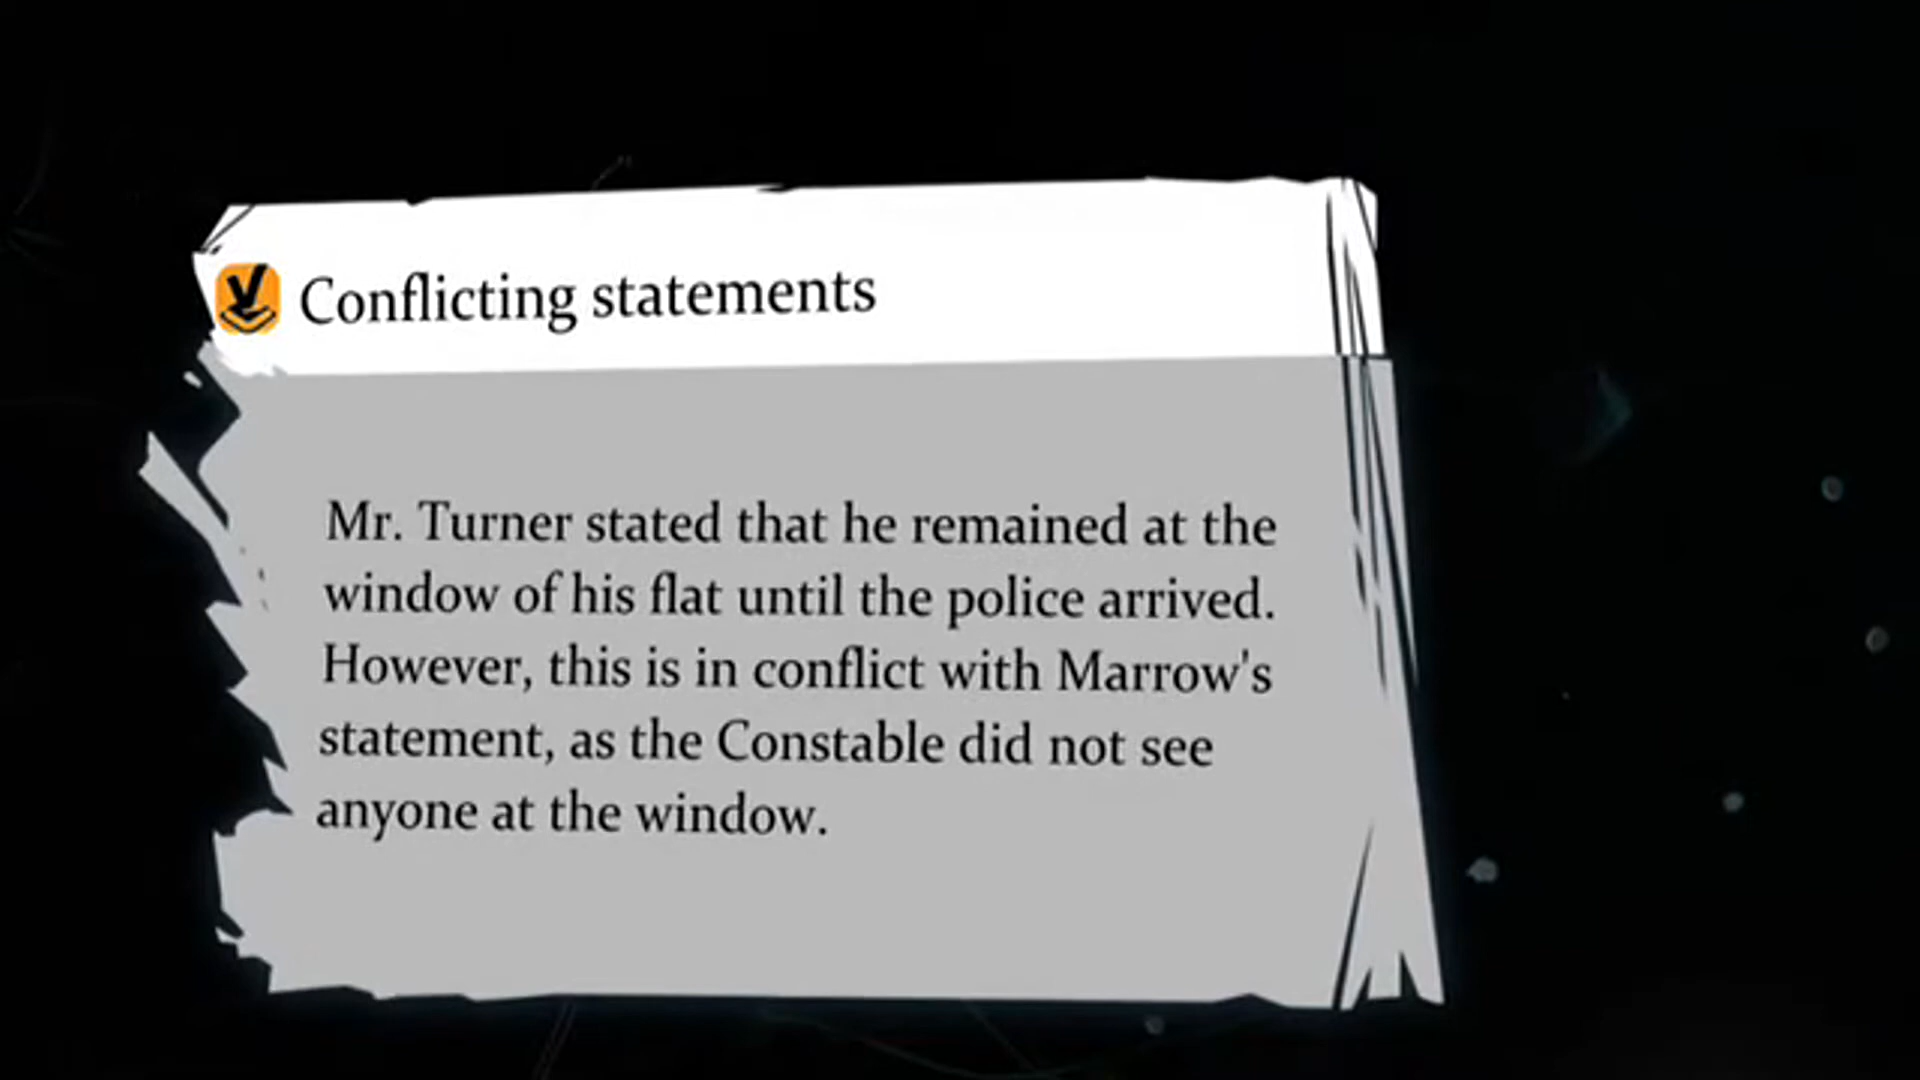 Conflicting statements
Mr. Turner stated that he remained at the
window of his flat until the police arrived.
However, this is in conflict with Marrow's
statement, as the Constable did not see
anyone at the window.